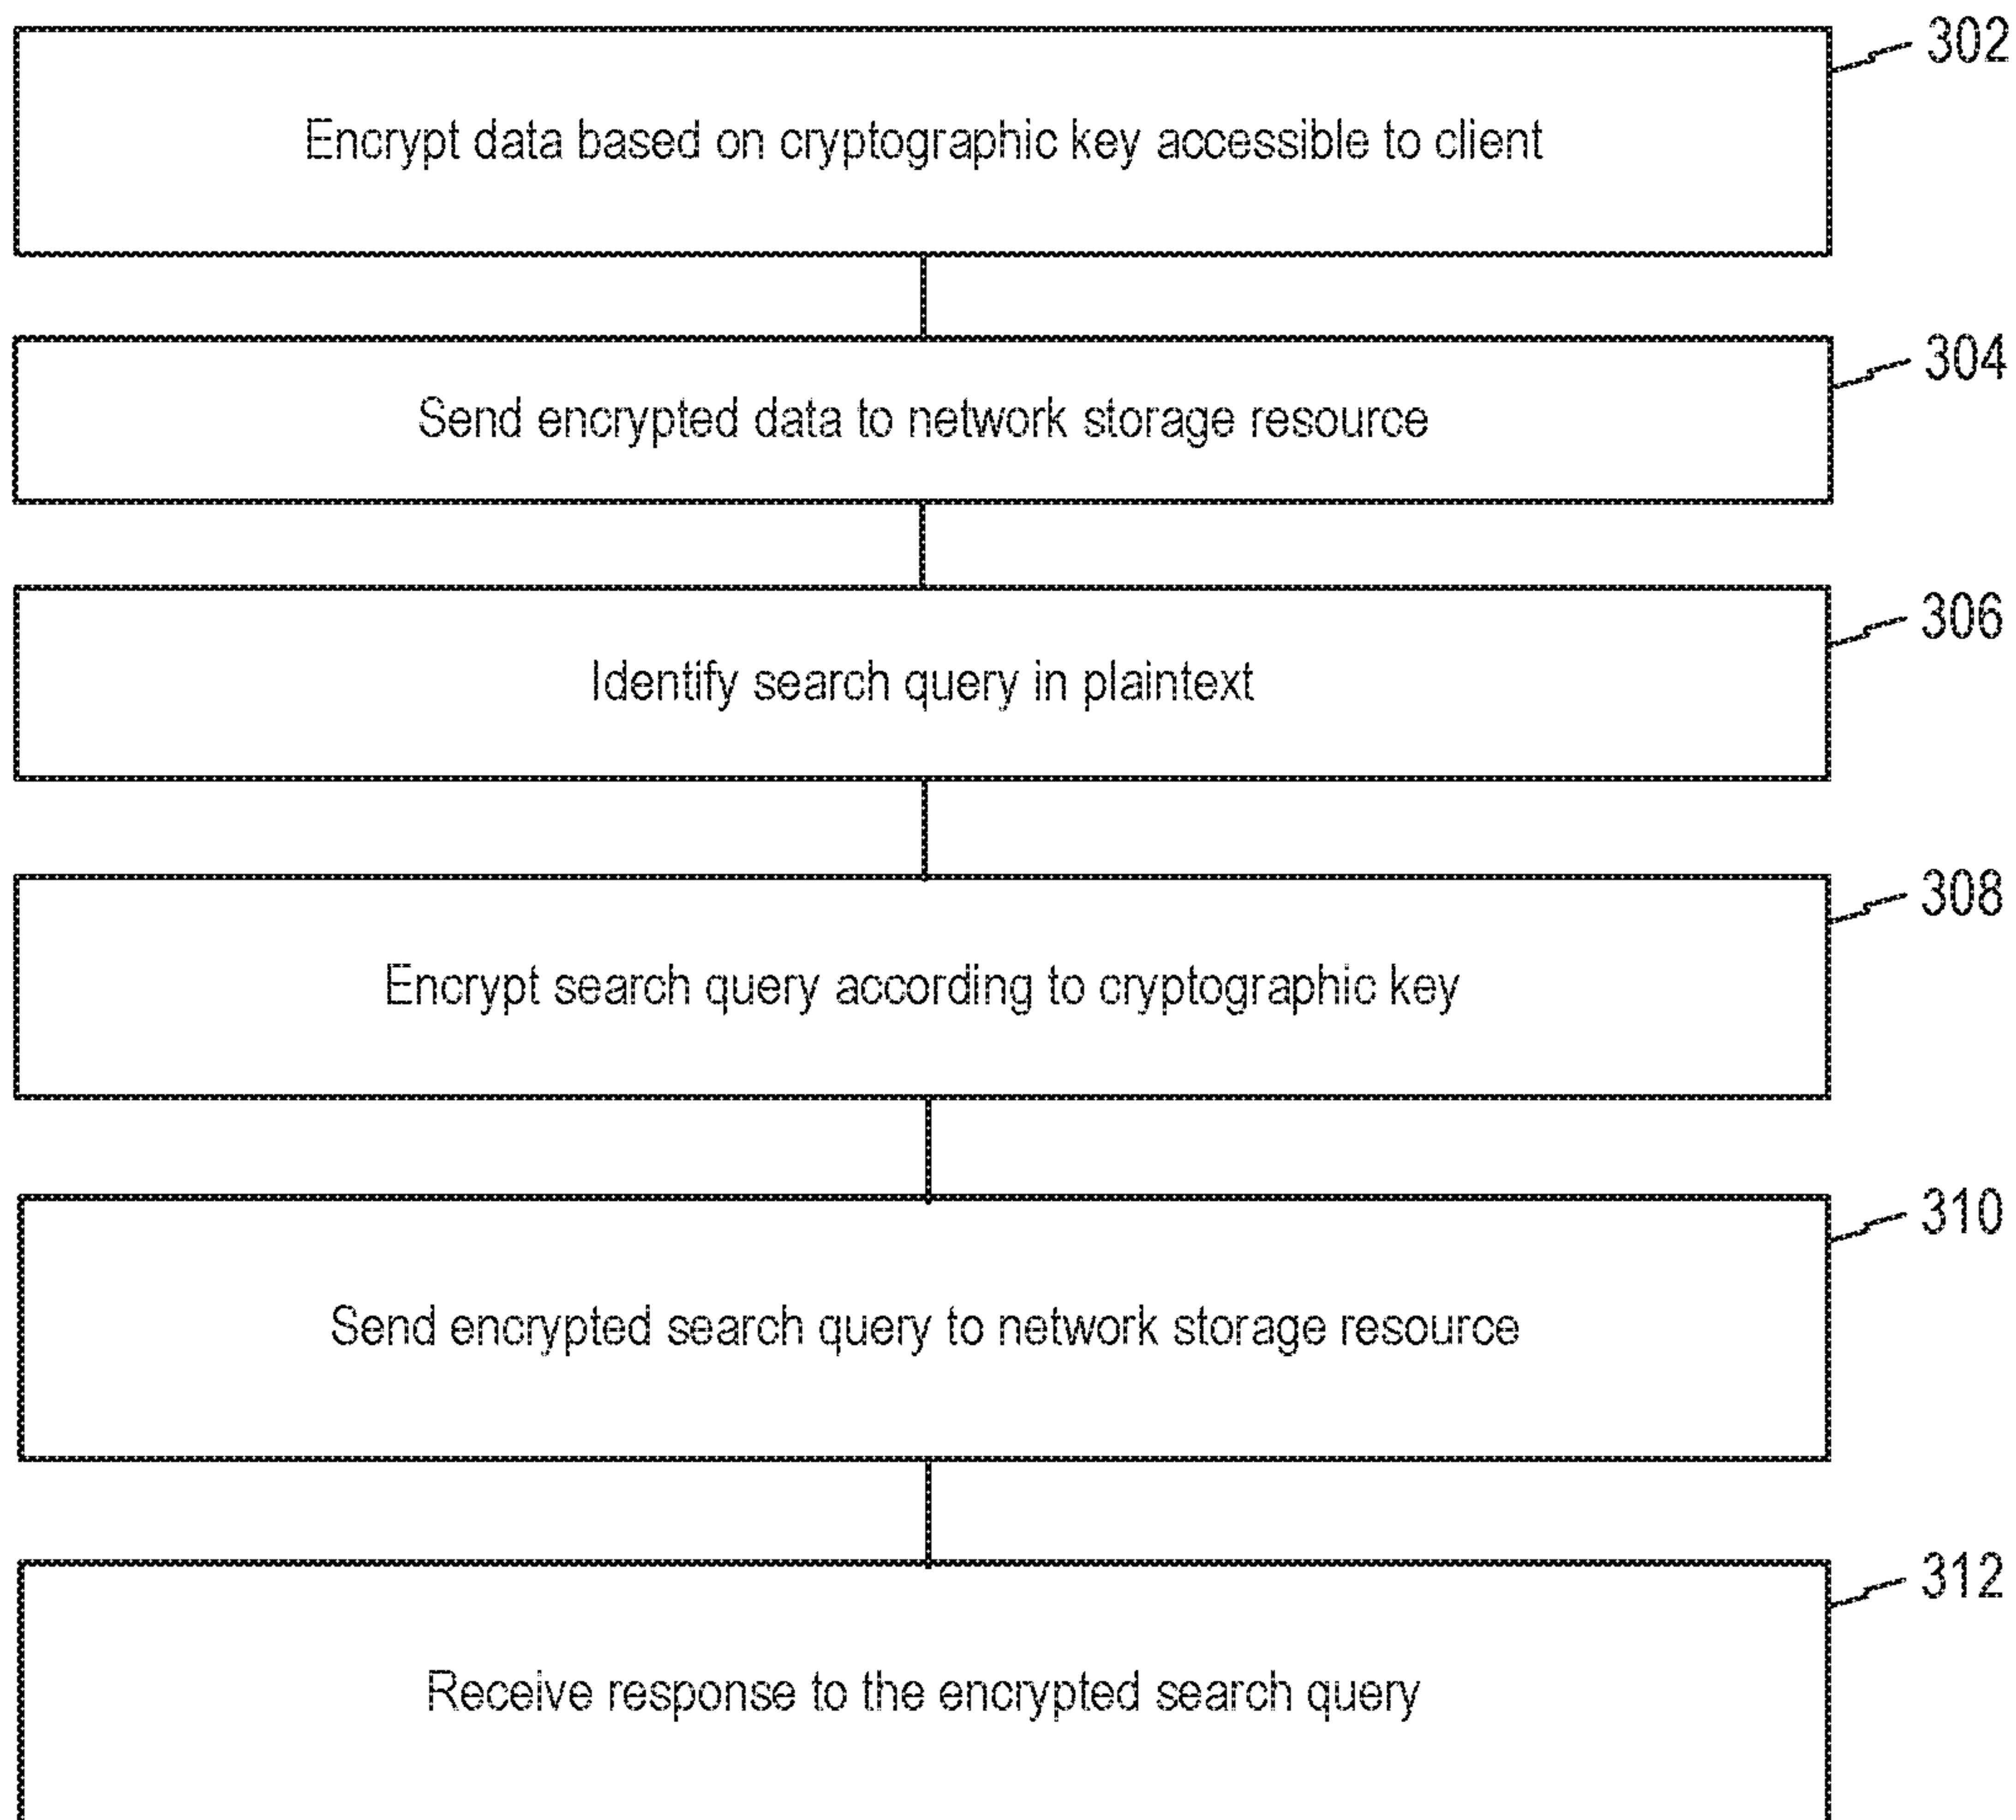 302
Encrypt data based on cryptographic key accessible to client
304
Send encrypted data to network storage resource
306
Identify search query in plaintext
308
Encrypt search query according to cryptographic key
310
Send encrypted search query to network storage resource
312
Receive response to the encrypted search query